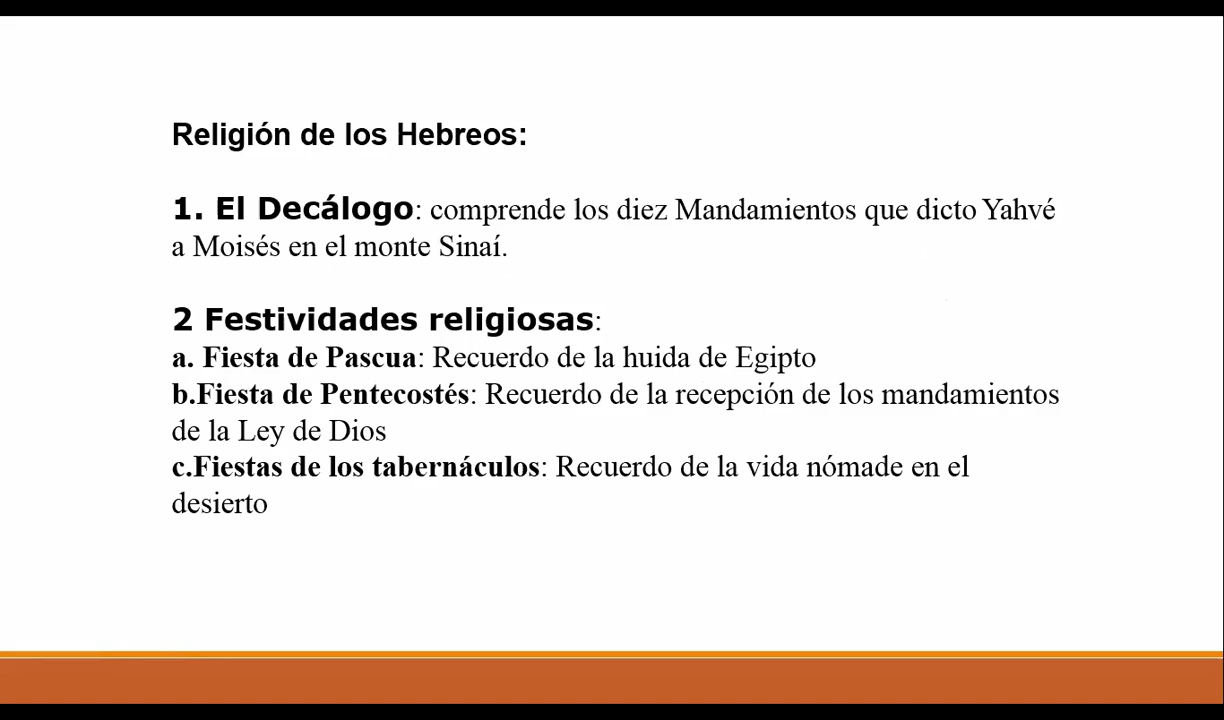 Religión de los Hebreos:
1. El Decálogo: comprende los diez Mandamientos que dicto Yahvé
a Moisés en el monte Sinaí.
2 Festividades religiosas:
a. Fiesta de Pascua: Recuerdo de la huida de Egipto
b.Fiesta de Pentecostés: Recuerdo de la recepción de los mandamientos
de la Ley de Dios
c.Fiestas de los tabernáculos: Recuerdo de la vida nómade en el
desierto